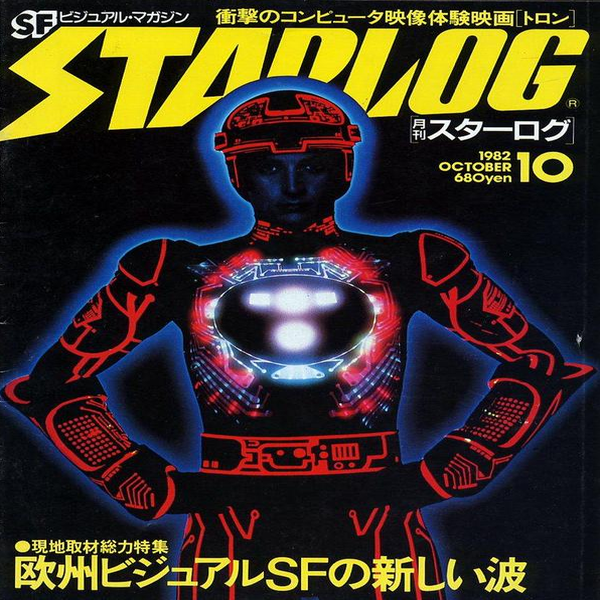 SF ビジュアル・マガジン
衝撃のコンピュータ映像体験映画[トロン]
STARLOG®
[月刊スターログ]
1982
OCTOBER 10
680yen
●現地取材総力特集
欧州ビジュアルSFの新しい波